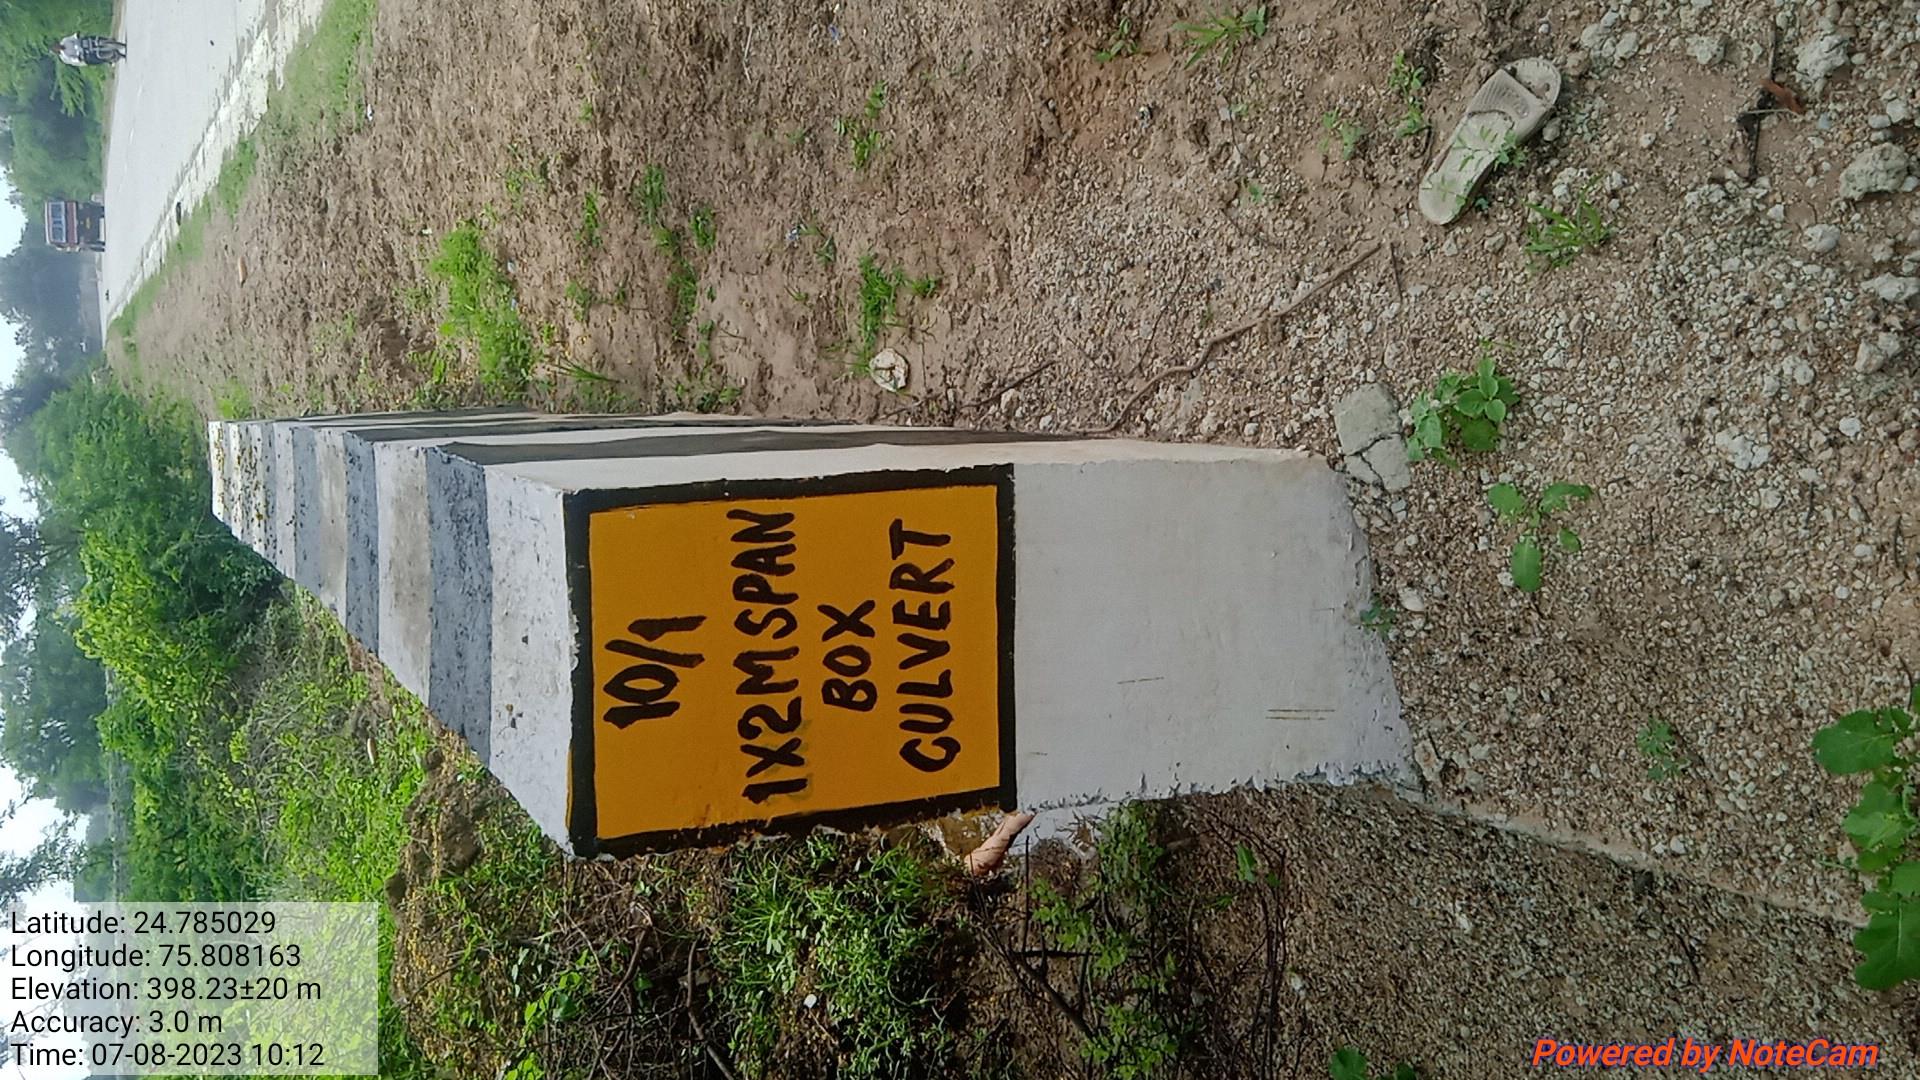 10/1
1X2M SPAN
BOX
CULVERT
Latitude: 24.785029
Longitude: 75.808163
Elevation: 398.23±20 m
Accuracy: 3.0 m
Time: 07-08-2023 10:12
Powered by NoteCam